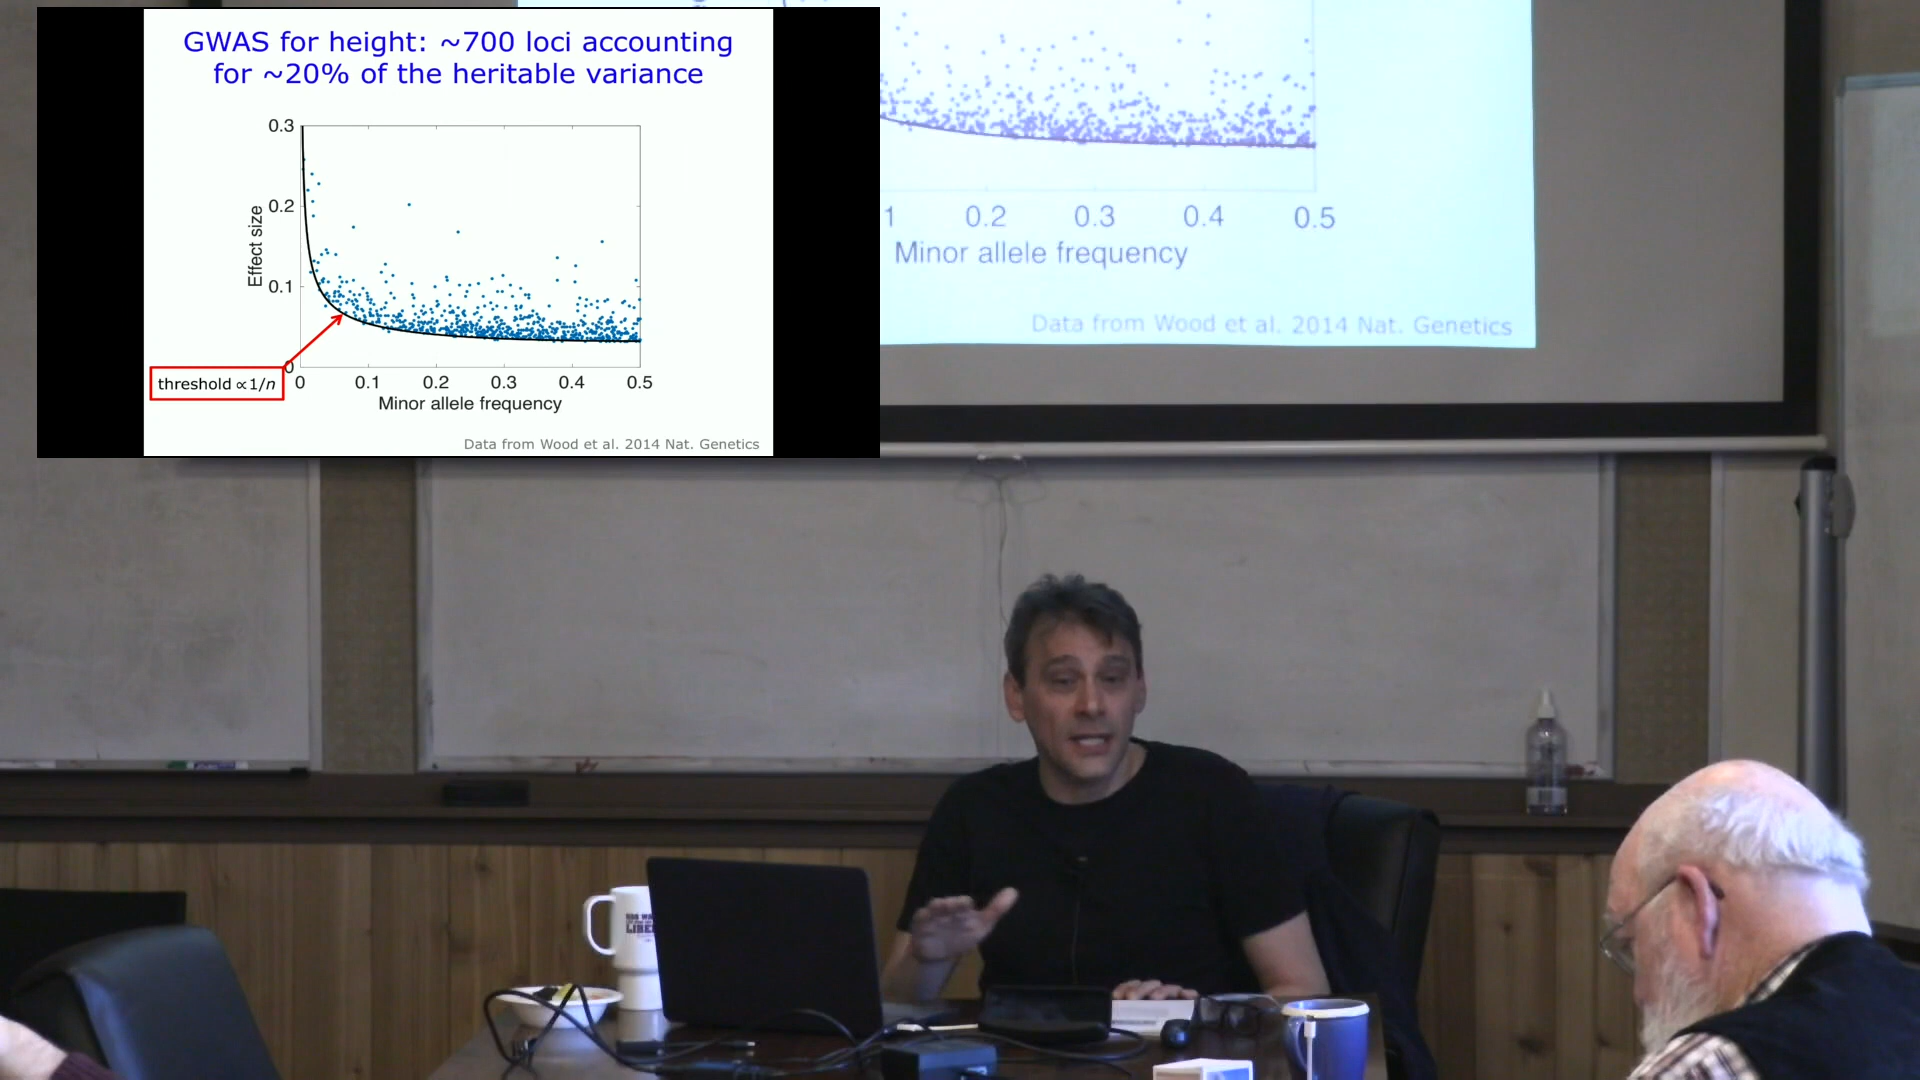 GWAS for height: ~700 loci accounting
for ~20% of the heritable variance
0.3
0.2
0.1
0
Effect size
threshold ∝ 1/n
0 0.1 0.2 0.3 0.4 0.5
Minor allele frequency
Data from Wood et al. 2014 Nat. Genetics
1 0.2 0.3 0.4 0.5
Minor allele frequency
Data from Wood et al. 2014 Nat. Genetics